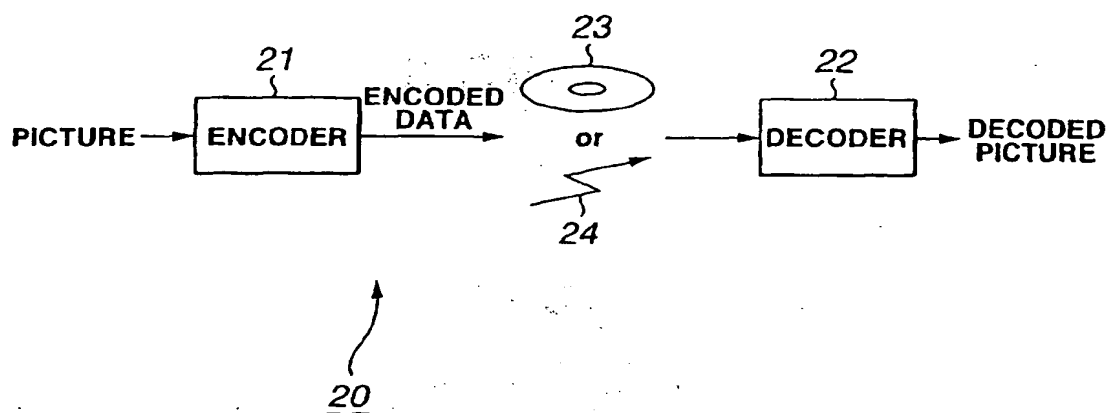 23
21
22
ENCODED
DATA
PICTURE
ENCODER
or
DECODER
DECODED
PICTURE
24
20